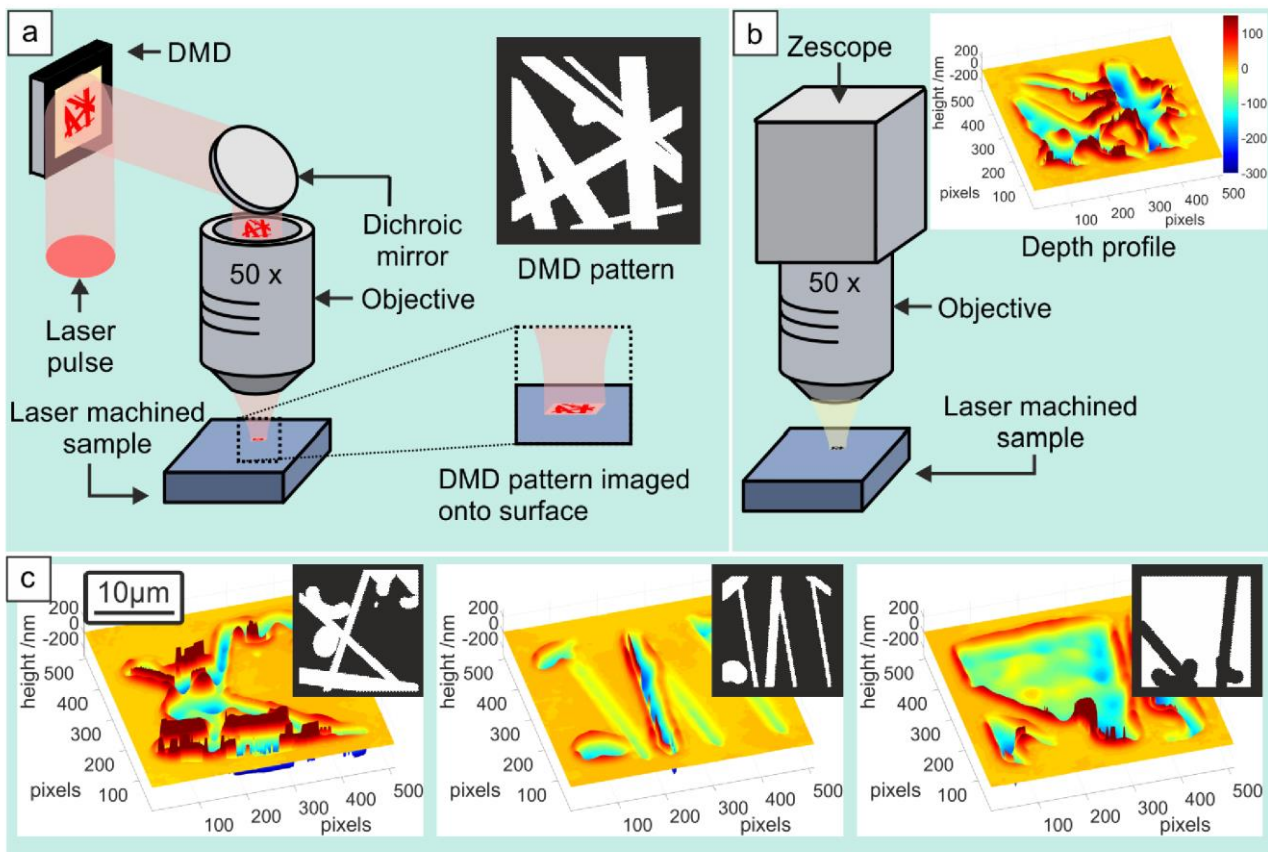 a
DMD
Dichroic
mirror
50 x
Objective
Laser
pulse
Laser machined
sample
DMD pattern
DMD pattern imaged
onto surface
b
Zescope
50 x
Objective
Laser machined
sample
height /nm
200
0
-200
500
400
300
200
100
pixels
100
200
300
400
500
pixels
100
0
-100
-200
-300
Depth profile
c
10µm
height /nm
200
0
-200
500
400
300
200
100
pixels
100
200
300
400
500
pixels
height /nm
200
0
-200
500
400
300
200
100
pixels
100
200
300
400
500
pixels
height /nm
200
0
-200
500
400
300
200
100
pixels
100
200
300
400
500
pixels